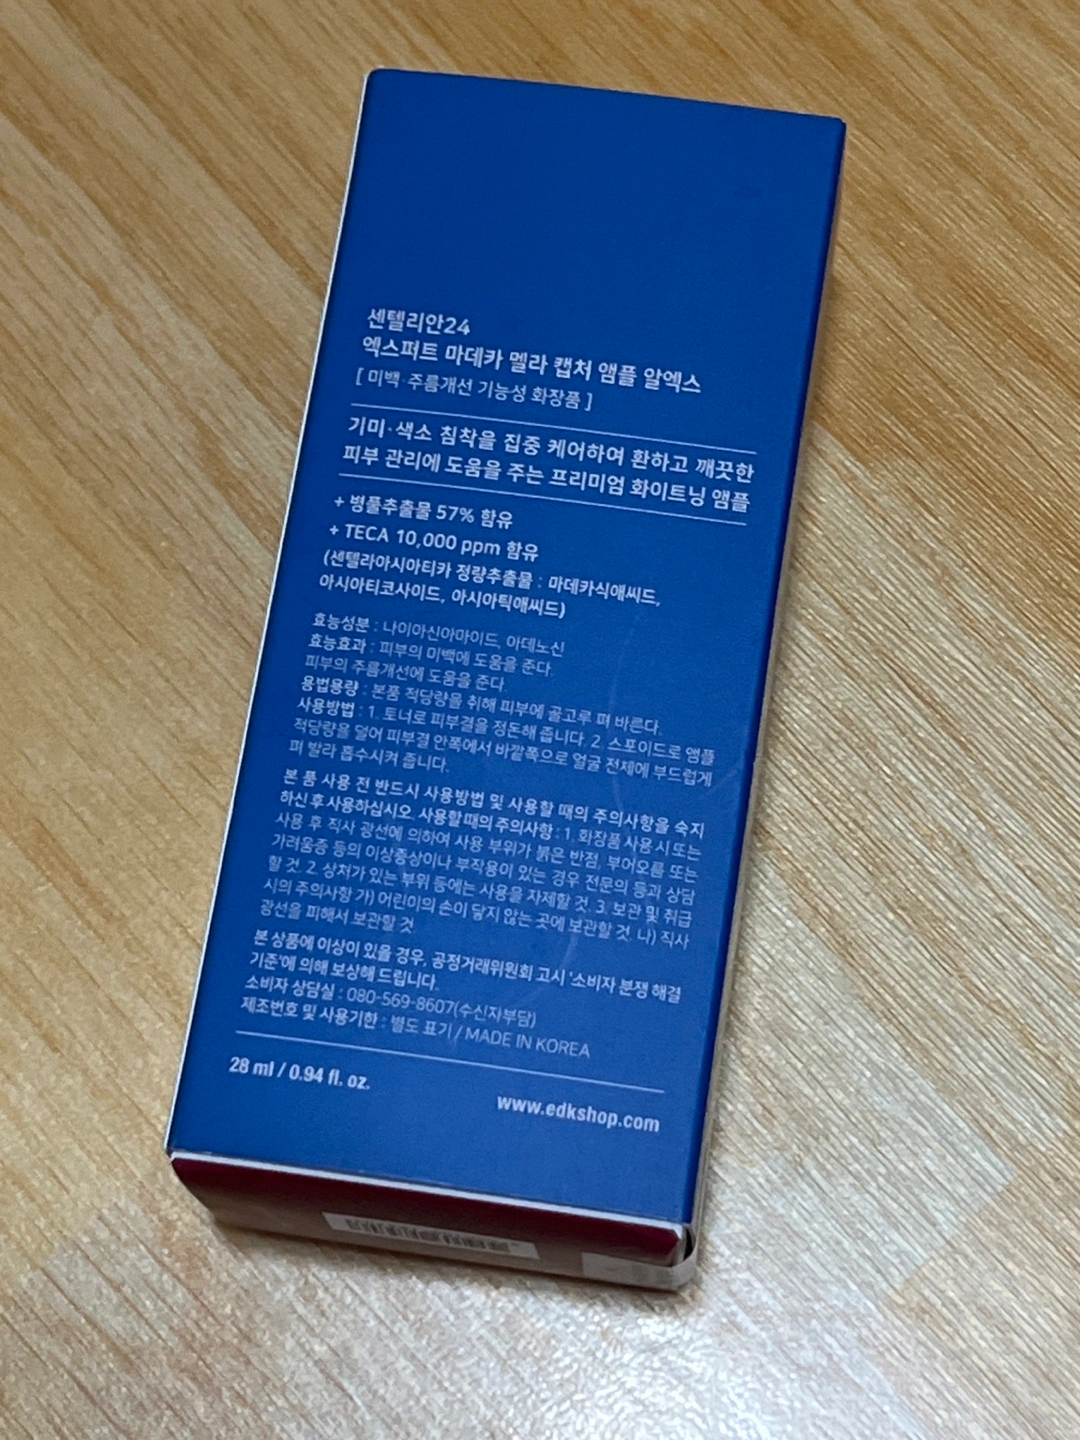 센텔리안24
엑스퍼트 마데카 멜라 캡처 앰플 알엑스
[ 미백·주름개선 기능성 화장품 ]
기미·색소 침착을 집중 케어하여 환하고 깨끗한
피부 관리에 도움을 주는 프리미엄 화이트닝 앰플
+ 병풀추출물 57% 함유
+ TECA 10,000 ppm 함유
(센텔라아시아티카 정량추출물 : 마데카식애씨드,
아시아티코사이드, 아시아틱애씨드)
효능성분 : 나이아신아마이드, 아데노신
효능효과 : 피부의 미백에 도움을 준다.
피부의 주름개선에 도움을 준다.
용법용량 : 본품 적당량을 취해 피부에 골고루 펴 바른다.
사용방법 : 1. 토너로 피부결을 정돈해 줍니다. 2. 스포이드로 앰플
적당량을 덜어 피부결 안쪽에서 바깥쪽으로 얼굴 전체에 부드럽게
펴 발라 흡수시켜 줍니다.
본 품 사용 전 반드시 사용방법 및 사용할 때의 주의사항을 숙지
하신 후 사용하십시오. 사용할 때의 주의사항 : 1. 화장품 사용 시 또는
사용 후 직사 광선에 의하여 사용 부위가 붉은 반점, 부어오름 또는
가려움증 등의 이상증상이나 부작용이 있는 경우 전문의 등과 상담
할 것. 2. 상처가 있는 부위 등에는 사용을 자제할 것. 3. 보관 및 취급
시의 주의사항 가) 어린이의 손이 닿지 않는 곳에 보관할 것. 나) 직사
광선을 피해서 보관할 것
본 상품에 이상이 있을 경우, 공정거래위원회 고시 '소비자 분쟁 해결
기준'에 의해 보상해 드립니다.
소비자 상담실 : 080-569-8607(수신자부담)
제조번호 및 사용기한 : 별도 표기 / MADE IN KOREA
28 ml / 0.94 fl. oz.
www.edkshop.com